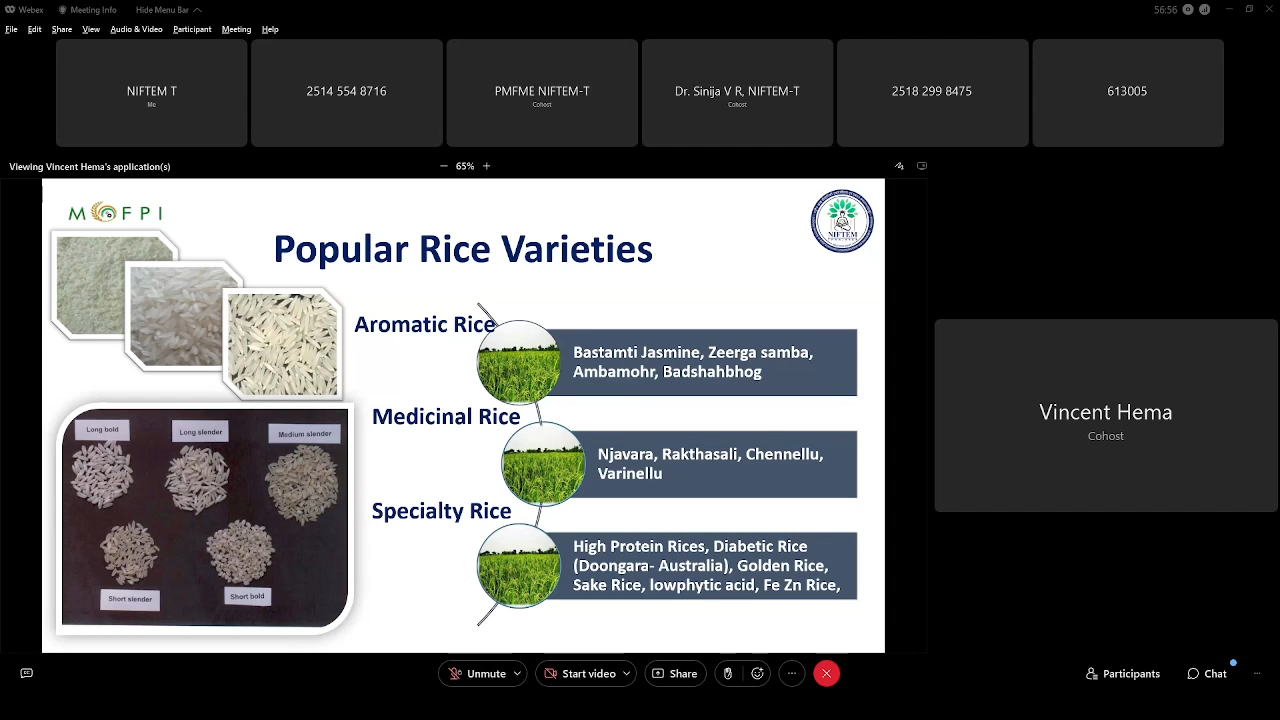 Webex
Meeting Info
Hide Menu Bar
56:56
File Edit Share View Audio & Video Participant Meeting Help
NIFTEM T
Me
2514 554 8716
PMFME NIFTEM-T
Cohost
Dr. Sinija V R, NIFTEM-T
Cohost
2518 299 8475
613005
Viewing Vincent Hema's application(s)
65%
MOFPI
NIFTEM
Popular Rice Varieties
Aromatic Rice
Bastamti Jasmine, Zeerga samba,
Ambamohr, Badshahbhog
Medicinal Rice
Njavara, Rakthasali, Chennellu,
Varinellu
Specialty Rice
High Protein Rices, Diabetic Rice
(Doongara- Australia), Golden Rice,
Sake Rice, lowphytic acid, Fe Zn Rice,
Long bold
Long slender
Medium slender
Short slender
Short bold
Vincent Hema
Cohost
Unmute
Start video
Share
Participants
Chat